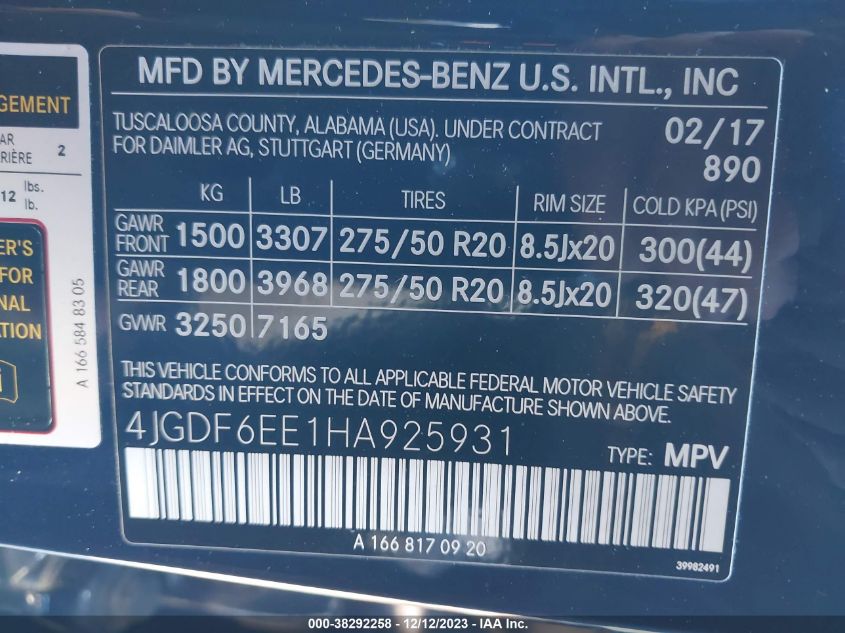 GEMENT
AR
RIÈRE 2
12 lbs.
lb.
ER'S
FOR
NAL
ATION
i
A 166 584 83 05
MFD BY MERCEDES-BENZ U.S. INTL., INC
TUSCALOOSA COUNTY, ALABAMA (USA). UNDER CONTRACT
FOR DAIMLER AG, STUTTGART (GERMANY)
02/17
890
KG LB TIRES RIM SIZE COLD KPA (PSI)
GAWR FRONT 1500 3307 275/50 R20 8.5Jx20 300(44)
GAWR REAR 1800 3968 275/50 R20 8.5Jx20 320(47)
GVWR 3250 7165
THIS VEHICLE CONFORMS TO ALL APPLICABLE FEDERAL MOTOR VEHICLE SAFETY
STANDARDS IN EFFECT ON THE DATE OF MANUFACTURE SHOWN ABOVE.
4JGDF6EE1HA925931
TYPE: MPV
A 166 817 09 20
39982491
000-38292258 - 12/12/2023 - IAA Inc.